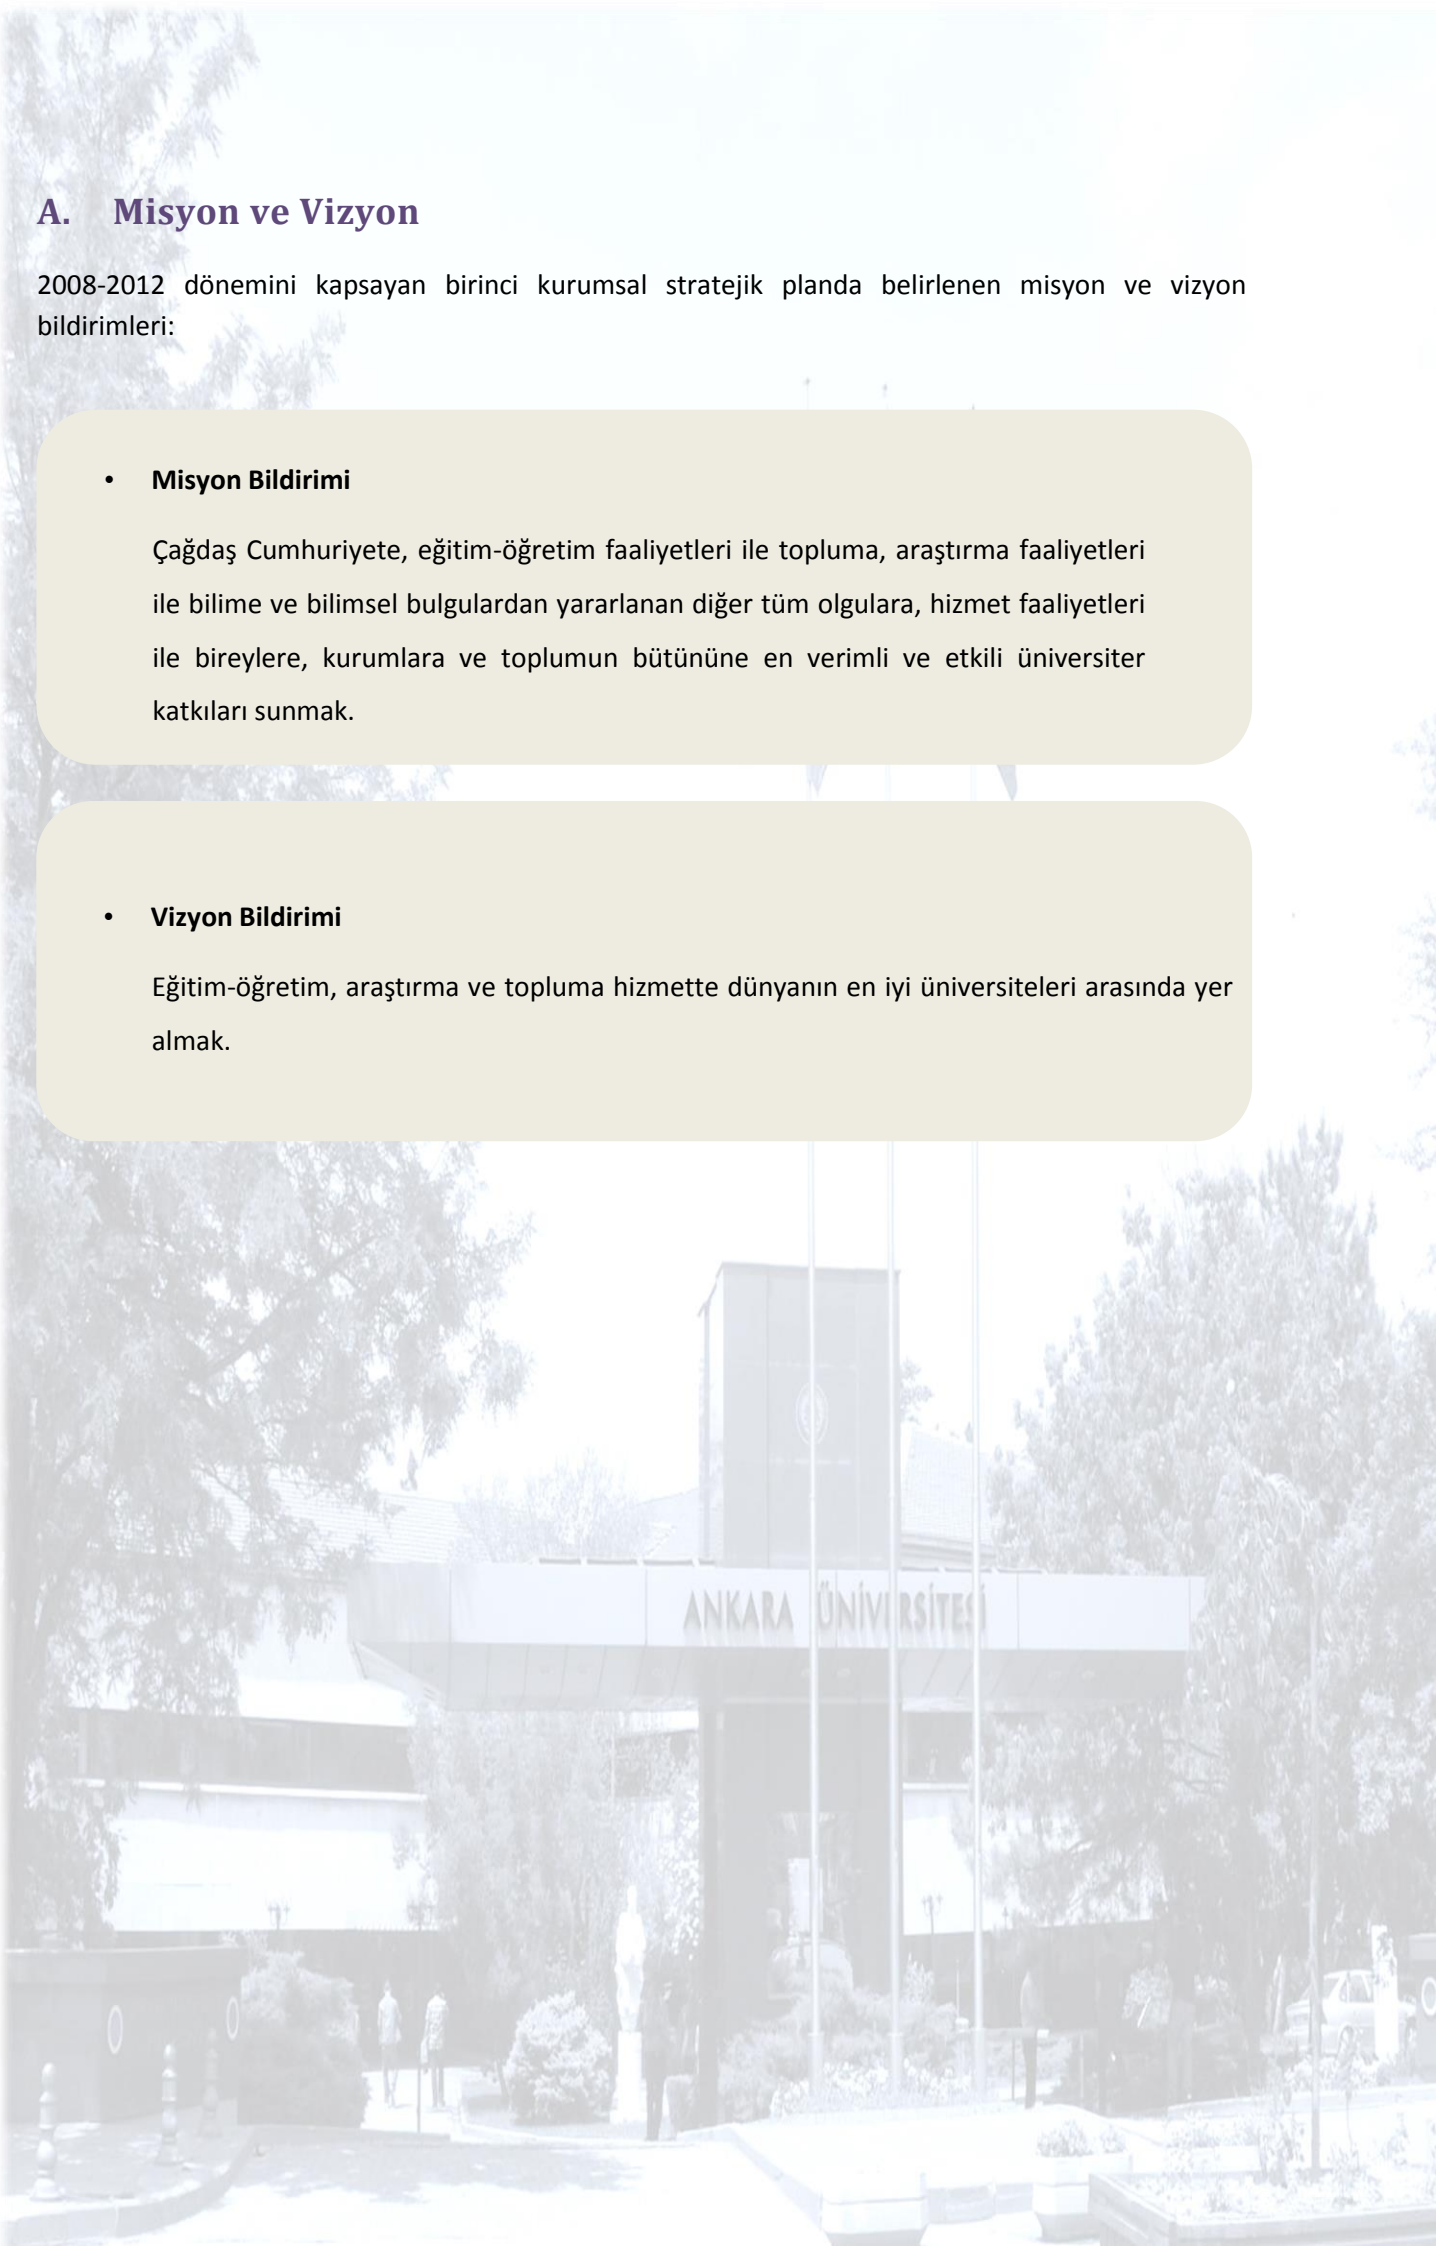 A. Misyon ve Vizyon
2008-2012 dönemini kapsayan birinci kurumsal stratejik planda belirlenen misyon ve vizyon
bildirimleri:
• Misyon Bildirimi
Çağdaş Cumhuriyete, eğitim-öğretim faaliyetleri ile topluma, araştırma faaliyetleri
ile bilime ve bilimsel bulgulardan yararlanan diğer tüm olgulara, hizmet faaliyetleri
ile bireylere, kurumlara ve toplumun bütününe en verimli ve etkili üniversiter
katkıları sunmak.
• Vizyon Bildirimi
Eğitim-öğretim, araştırma ve topluma hizmette dünyanın en iyi üniversiteleri arasında yer
almak.
ANKARA ÜNİVERSİTESİ